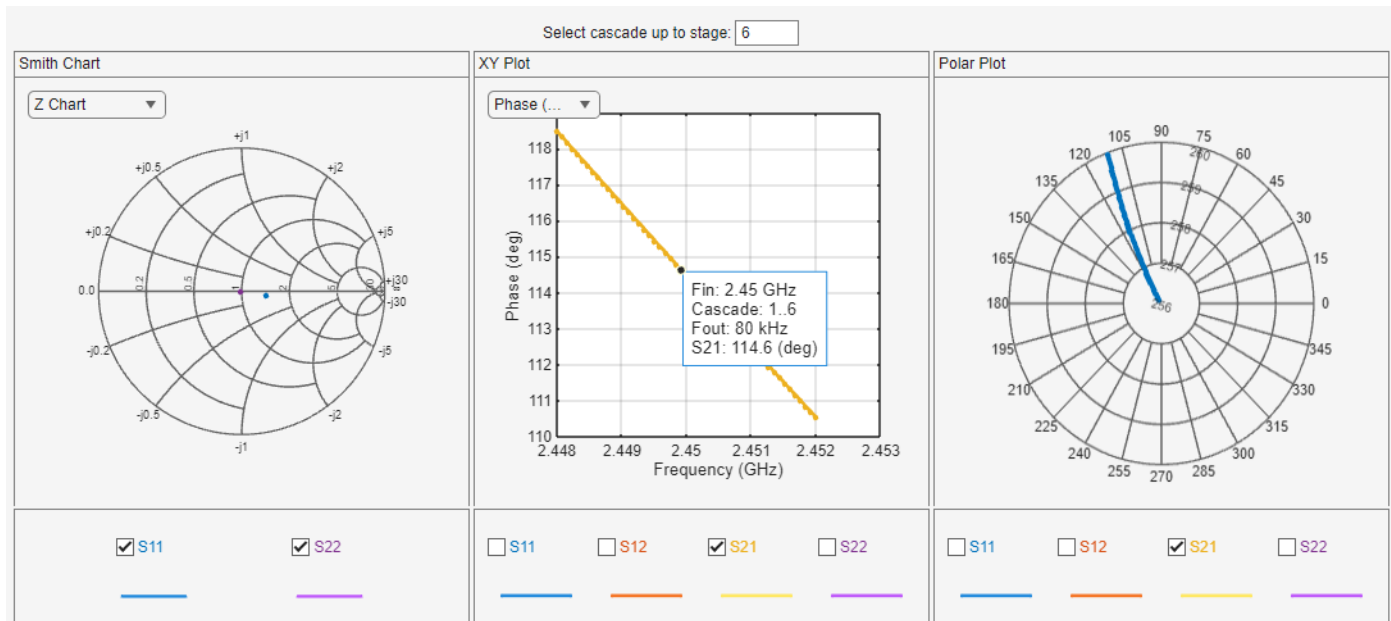 Select cascade up to stage: 6
Smith Chart
Z Chart
+j1
+j0.5
+j2
+j0.2
+j5
+j30
0.0
0.2
0.5
1
2
5
-j30
-j0.2
-j5
-j0.5
-j2
-j1
S11 S22
XY Plot
Phase (...
118
117
116
115
114
113
112
111
110
Phase (deg)
Fin: 2.45 GHz
Cascade: 1..6
Fout: 80 kHz
S21: 114.6 (deg)
2.448 2.449 2.45 2.451 2.452 2.453
Frequency (GHz)
S11 S12 S21 S22
Polar Plot
90
105 75
120 60
135 45
150 30
165 15
180 0
195 345
210 330
225 315
240 300
255 285
270
260
259
258
257
256
S11 S12 S21 S22